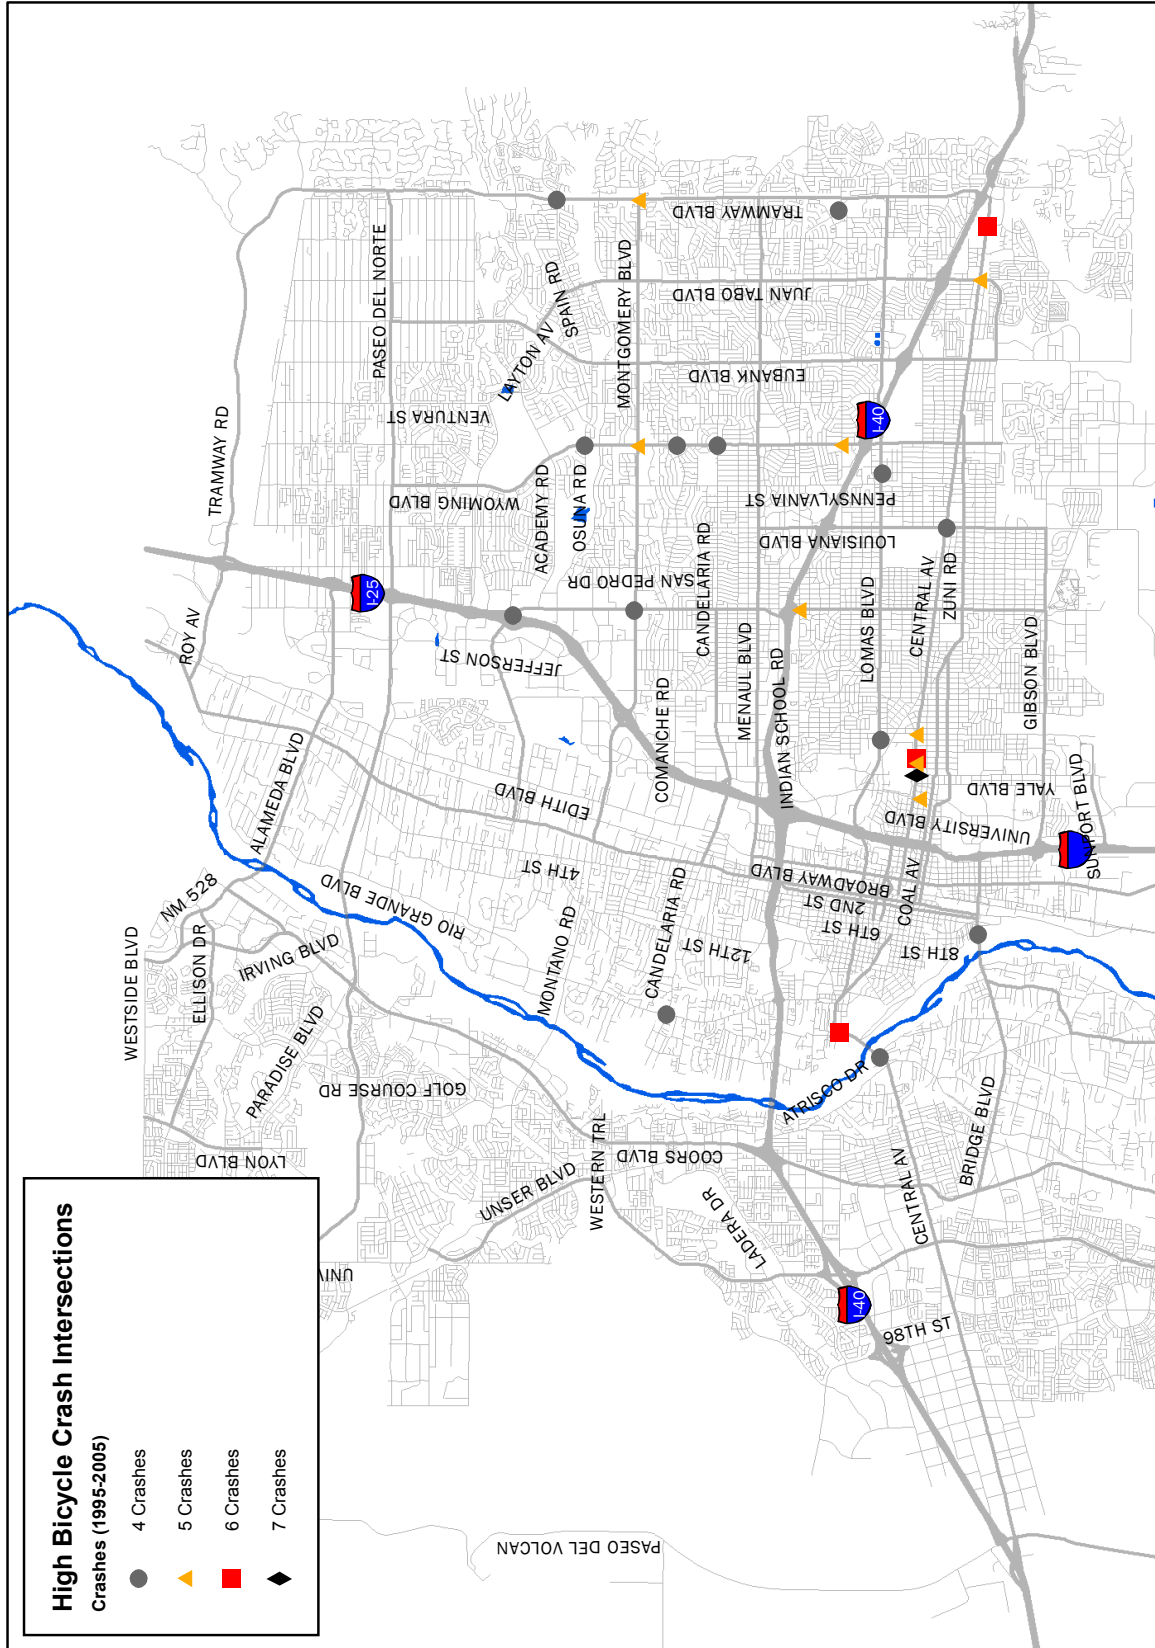 High Bicycle Crash Intersections
Crashes (1995-2005)
4 Crashes
5 Crashes
6 Crashes
7 Crashes
TRAMWAY RD
ROY AV
PASEO DEL NORTE
I-25
ALAMEDA BLVD
NM 528
WESTSIDE BLVD
ELLISON DR
IRVING BLVD
PARADISE BLVD
LYON BLVD
GOLF COURSE RD
RIO GRANDE BLVD
UNIV
VENTURA ST
WYOMING BLVD
LAYTON AV
SPAIN RD
ACADEMY RD
OSUNA RD
MONTGOMERY BLVD
SAN PEDRO DR
JEFFERSON ST
EDITH BLVD
4TH ST
MONTANO RD
COMANCHE RD
CANDELARIA RD
CANDELARIA RD
12TH ST
UNSER BLVD
WESTERN TRL
COORS BLVD
LADERA DR
TRAMWAY BLVD
JUAN TABO BLVD
EUBANK BLVD
PENNSYLVANIA ST
LOUISIANA BLVD
I-40
MENAUL BLVD
INDIAN SCHOOL RD
LOMAS BLVD
CENTRAL AV
ZUNI RD
GIBSON BLVD
YALE BLVD
UNIVERSITY BLVD
SUNPORT BLVD
BROADWAY BLVD
2ND ST
6TH ST
8TH ST
COAL AV
ATRISCO DR
BRIDGE BLVD
CENTRAL AV
I-40
98TH ST
PASEO DEL VOLCAN